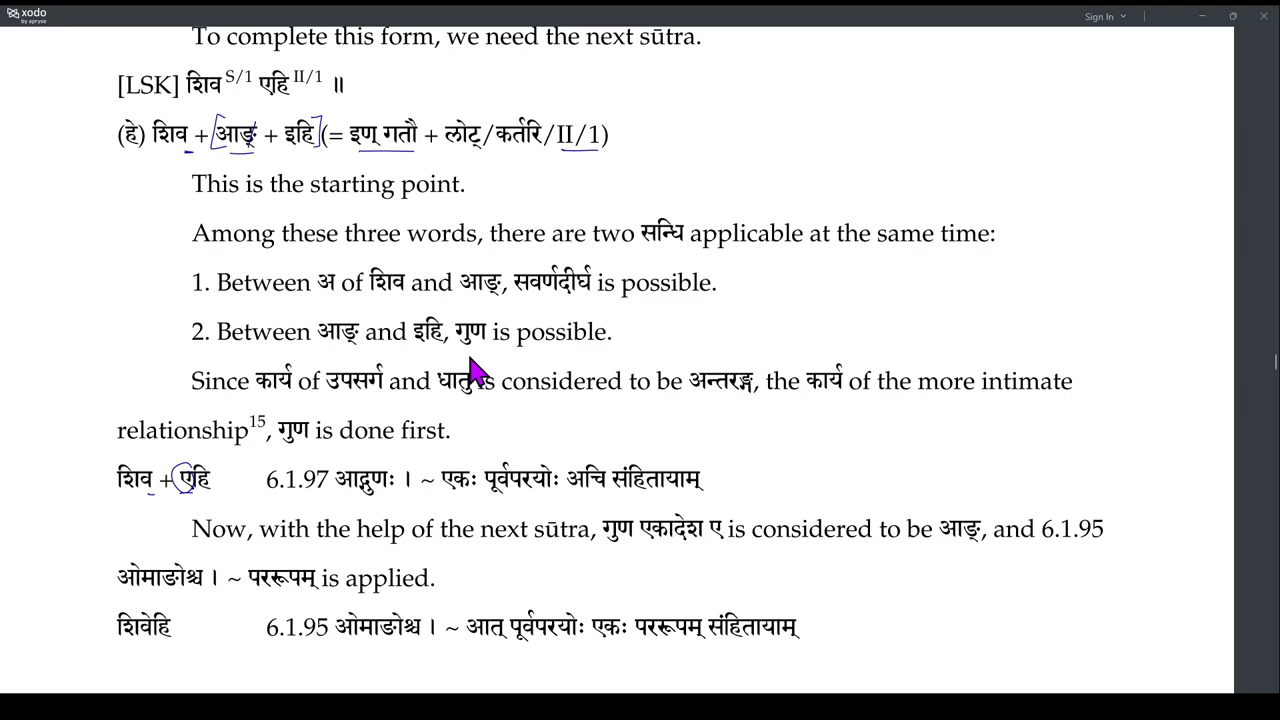 xodo
by apryse
Sign In
To complete this form, we need the next sūtra.
[LSK] शिव S/1 एहि II/1 ॥
(हे) शिव + आङ् + इहि (= इण् गतौ + लोट्/कर्तरि/II/1)
This is the starting point.
Among these three words, there are two सन्धि applicable at the same time:
1. Between अ of शिव and आङ्, सवर्णदीर्घ is possible.
2. Between आङ् and इहि, गुण is possible.
Since कार्य of उपसर्ग and धातु is considered to be अन्तरङ्ग, the कार्य of the more intimate
relationship15, गुण is done first.
शिव + एहि 6.1.97 आद्गुणः । ~ एकः पूर्वपरयोः अचि संहितायाम्
Now, with the help of the next sūtra, गुण एकादेश ए is considered to be आङ्, and 6.1.95
ओमाङोश्च । ~ पररूपम् is applied.
शिवेहि 6.1.95 ओमाङोश्च । ~ आत् पूर्वपरयोः एकः पररूपम् संहितायाम्